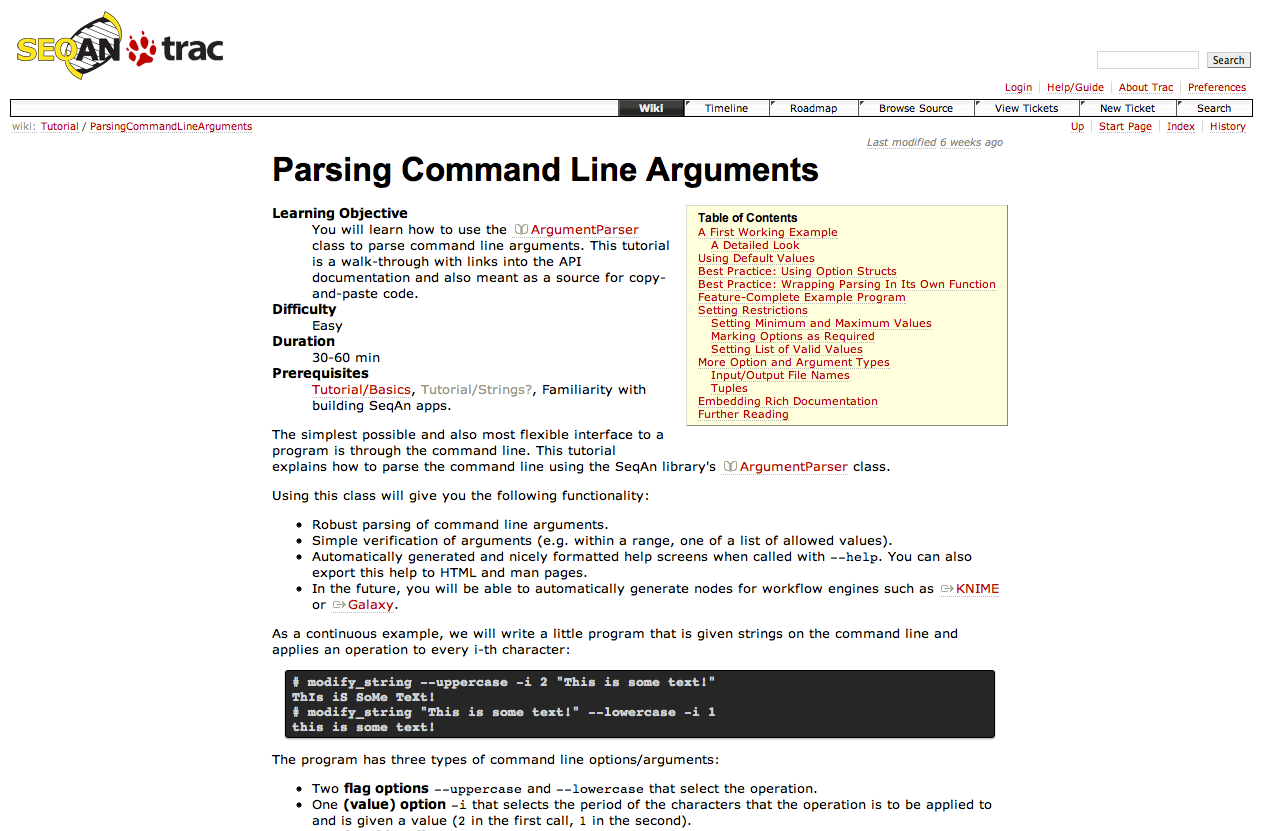 SEQAN trac
Search
Login Help/Guide About Trac Preferences
Wiki Timeline Roadmap Browse Source View Tickets New Ticket Search
wiki: Tutorial / ParsingCommandLineArguments
Up Start Page Index History
Last modified 6 weeks ago
Parsing Command Line Arguments
Learning Objective
You will learn how to use the ArgumentParser
class to parse command line arguments. This tutorial
is a walk-through with links into the API
documentation and also meant as a source for copy-
and-paste code.
Difficulty
Easy
Duration
30-60 min
Prerequisites
Tutorial/Basics, Tutorial/Strings?, Familiarity with
building SeqAn apps.
Table of Contents
A First Working Example
A Detailed Look
Using Default Values
Best Practice: Using Option Structs
Best Practice: Wrapping Parsing In Its Own Function
Feature-Complete Example Program
Setting Restrictions
Setting Minimum and Maximum Values
Marking Options as Required
Setting List of Valid Values
More Option and Argument Types
Input/Output File Names
Tuples
Embedding Rich Documentation
Further Reading
The simplest possible and also most flexible interface to a
program is through the command line. This tutorial
explains how to parse the command line using the SeqAn library's ArgumentParser class.
Using this class will give you the following functionality:
• Robust parsing of command line arguments.
• Simple verification of arguments (e.g. within a range, one of a list of allowed values).
• Automatically generated and nicely formatted help screens when called with --help. You can also
export this help to HTML and man pages.
• In the future, you will be able to automatically generate nodes for workflow engines such as KNIME
or Galaxy.
As a continuous example, we will write a little program that is given strings on the command line and
applies an operation to every i-th character:
# modify_string --uppercase -i 2 "This is some text!"
ThIs iS SoMe TeXt!
# modify_string "This is some text!" --lowercase -i 1
this is some text!
The program has three types of command line options/arguments:
• Two flag options --uppercase and --lowercase that select the operation.
• One (value) option -i that selects the period of the characters that the operation is to be applied to
and is given a value (2 in the first call, 1 in the second).